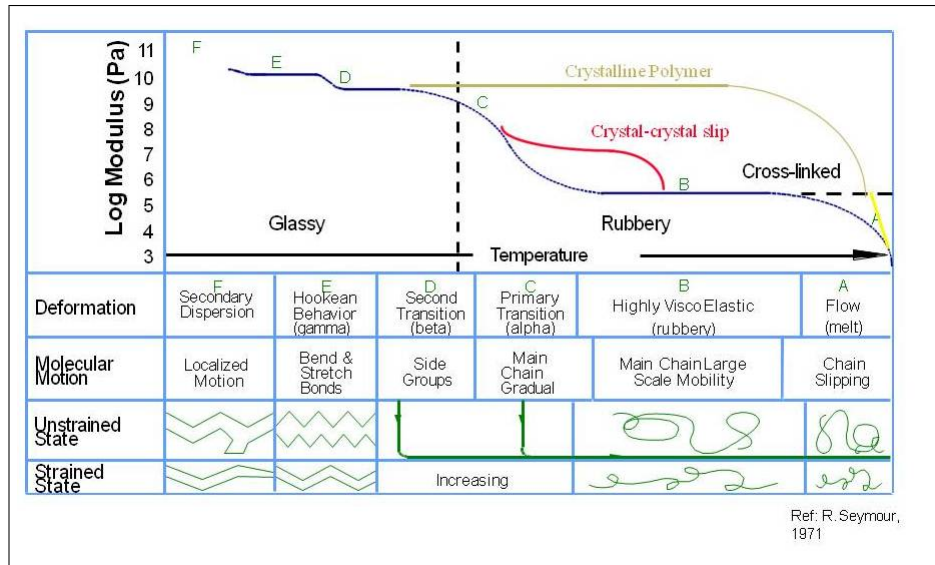 Log Modulus (Pa)
11
10
9
8
7
6
5
4
3
F
E
D
C
B
A
Crystalline Polymer
Crystal-crystal slip
Cross-linked
Glassy
Rubbery
Temperature
Deformation
F
Secondary
Dispersion
E
Hookean
Behavior
(gamma)
D
Second
Transition
(beta)
C
Primary
Transition
(alpha)
B
Highly ViscoElastic
(rubbery)
A
Flow
(melt)
Molecular
Motion
Localized
Motion
Bend &
Stretch
Bonds
Side
Groups
Main
Chain
Gradual
Main Chain Large
Scale Mobility
Chain
Slipping
Unstrained
State
Strained
State
Increasing
Ref: R. Seymour,
1971